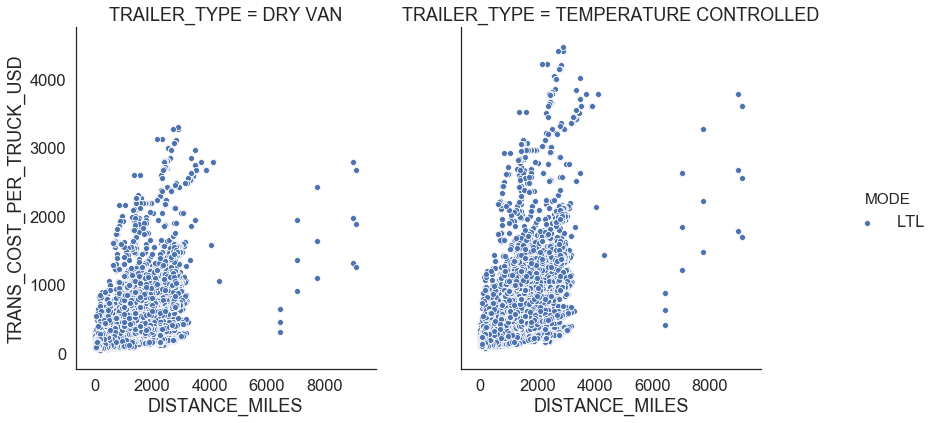 TRAILER_TYPE = DRY VAN
TRAILER_TYPE = TEMPERATURE CONTROLLED
TRANS_COST_PER_TRUCK_USD
4000
3000
2000
1000
0
0 2000 4000 6000 8000
DISTANCE_MILES
0 2000 4000 6000 8000
DISTANCE_MILES
MODE
LTL